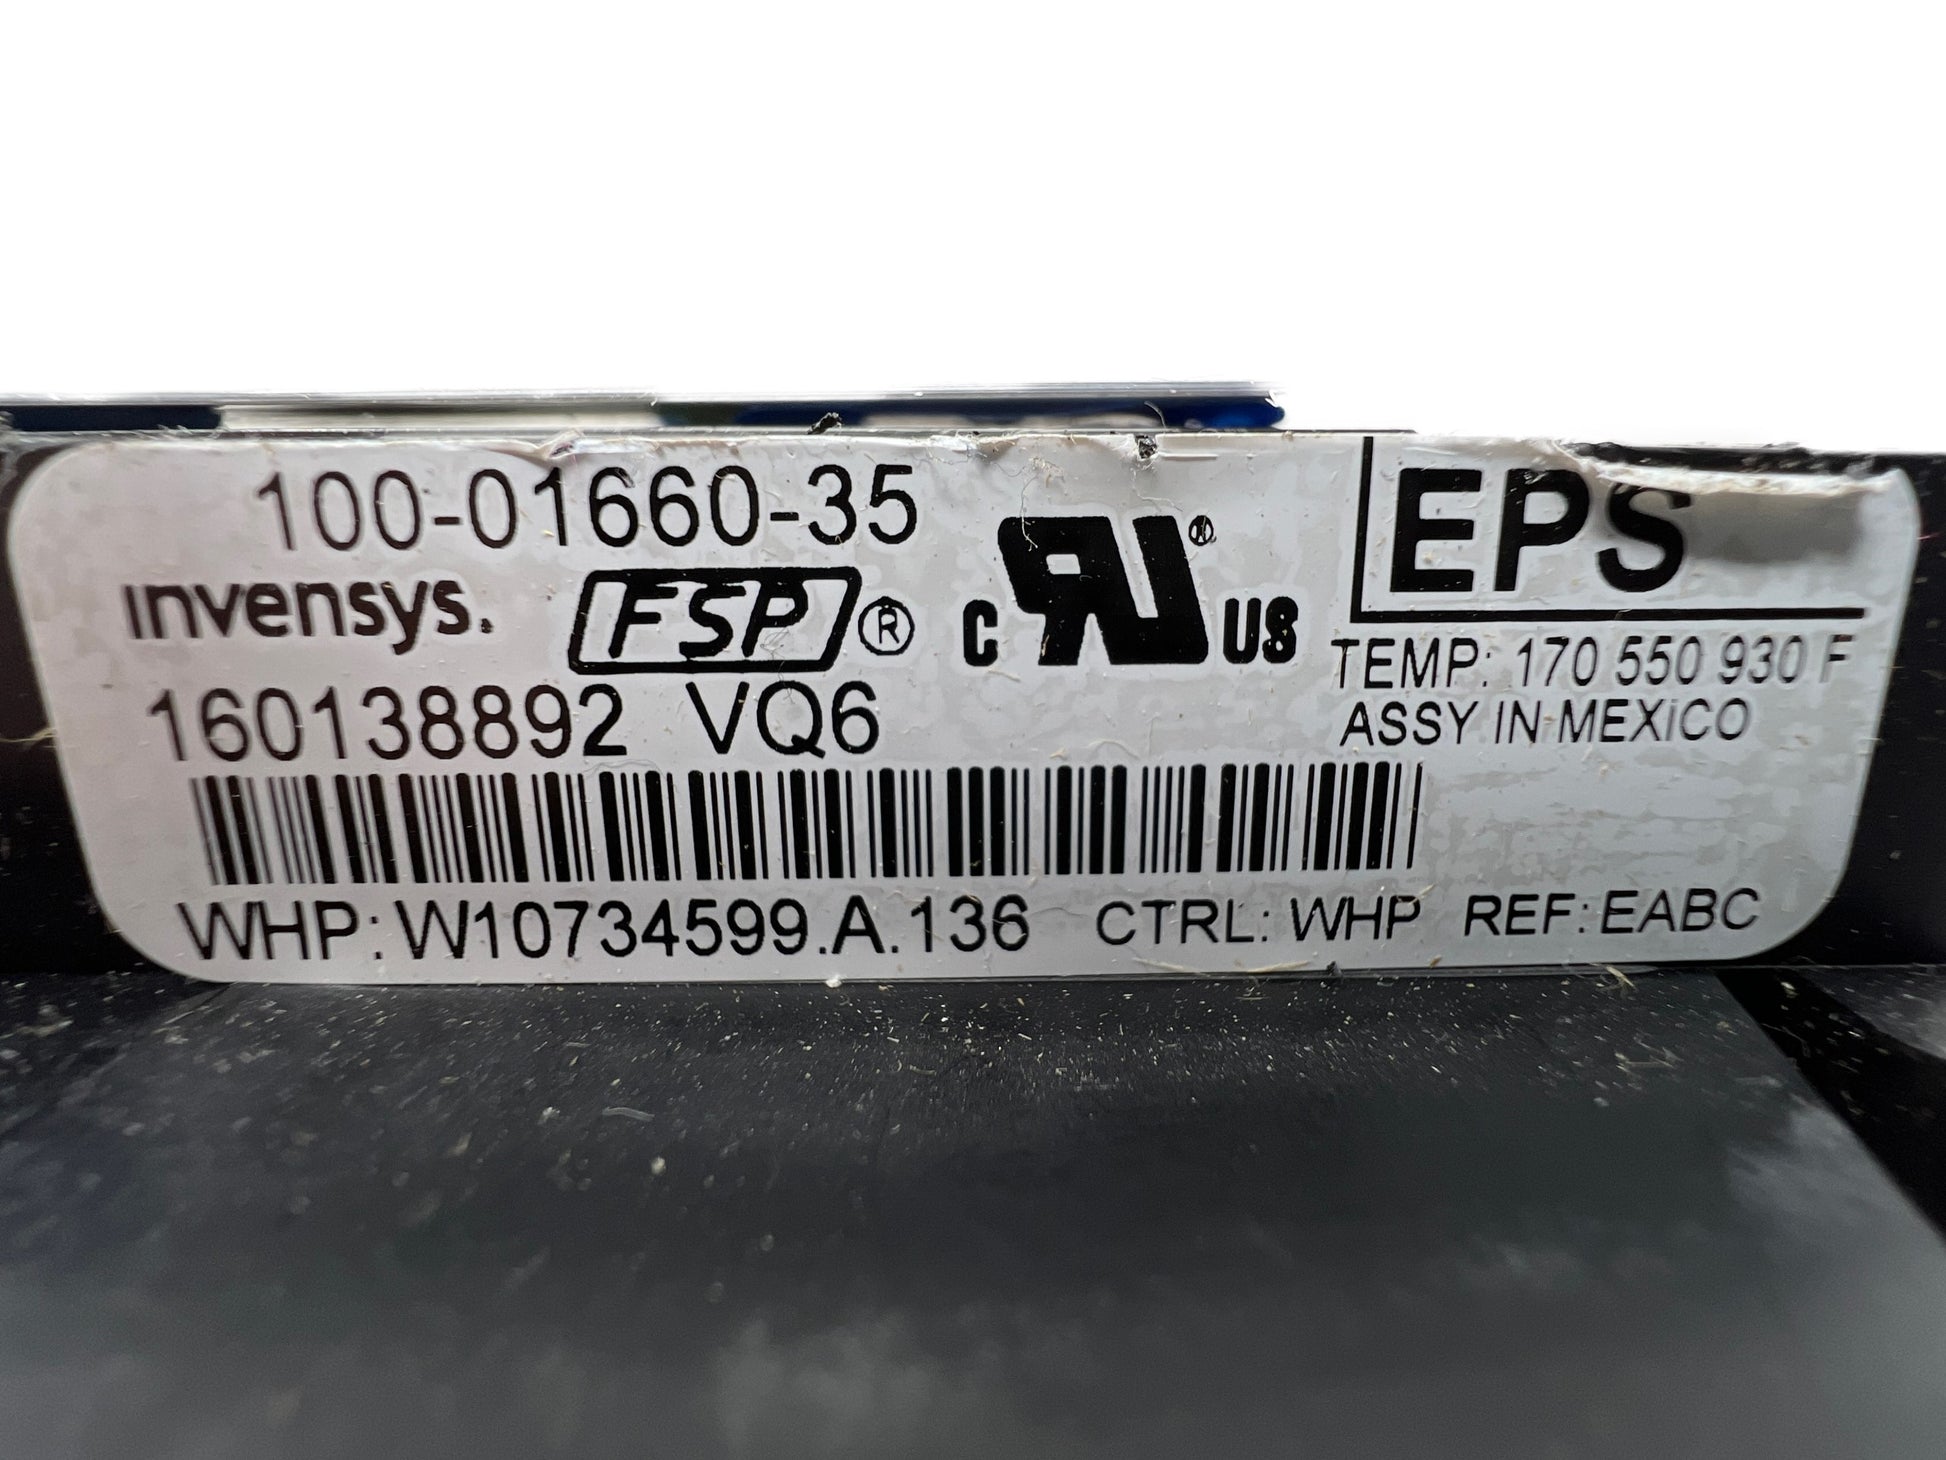 100-01660-35
EPS
invensys. FSP® c UR® US
TEMP: 170 550 930 F
160138892 VQ6
ASSY IN MEXICO
WHP: W10734599.A.136 CTRL: WHP REF: EABC